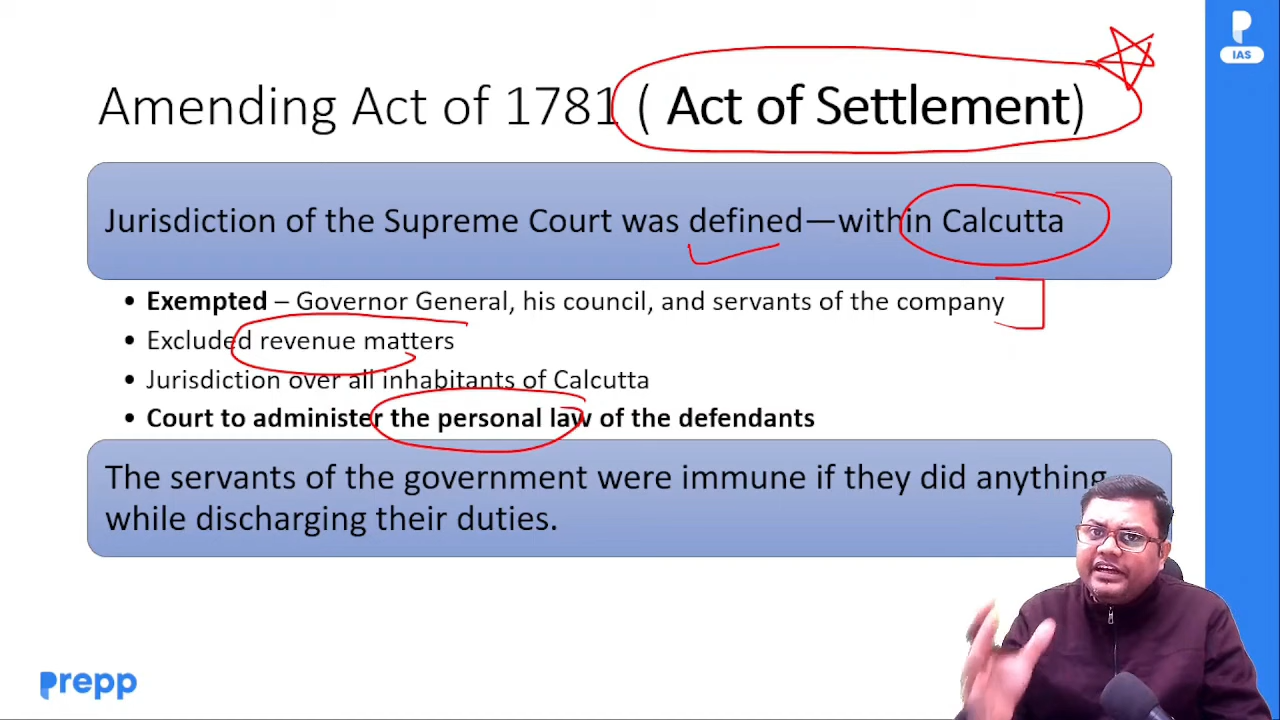 IAS
Amending Act of 1781 ( Act of Settlement)
Jurisdiction of the Supreme Court was defined—within Calcutta
• Exempted – Governor General, his council, and servants of the company
• Excluded revenue matters
• Jurisdiction over all inhabitants of Calcutta
• Court to administer the personal law of the defendants
The servants of the government were immune if they did anything
while discharging their duties.
prepp